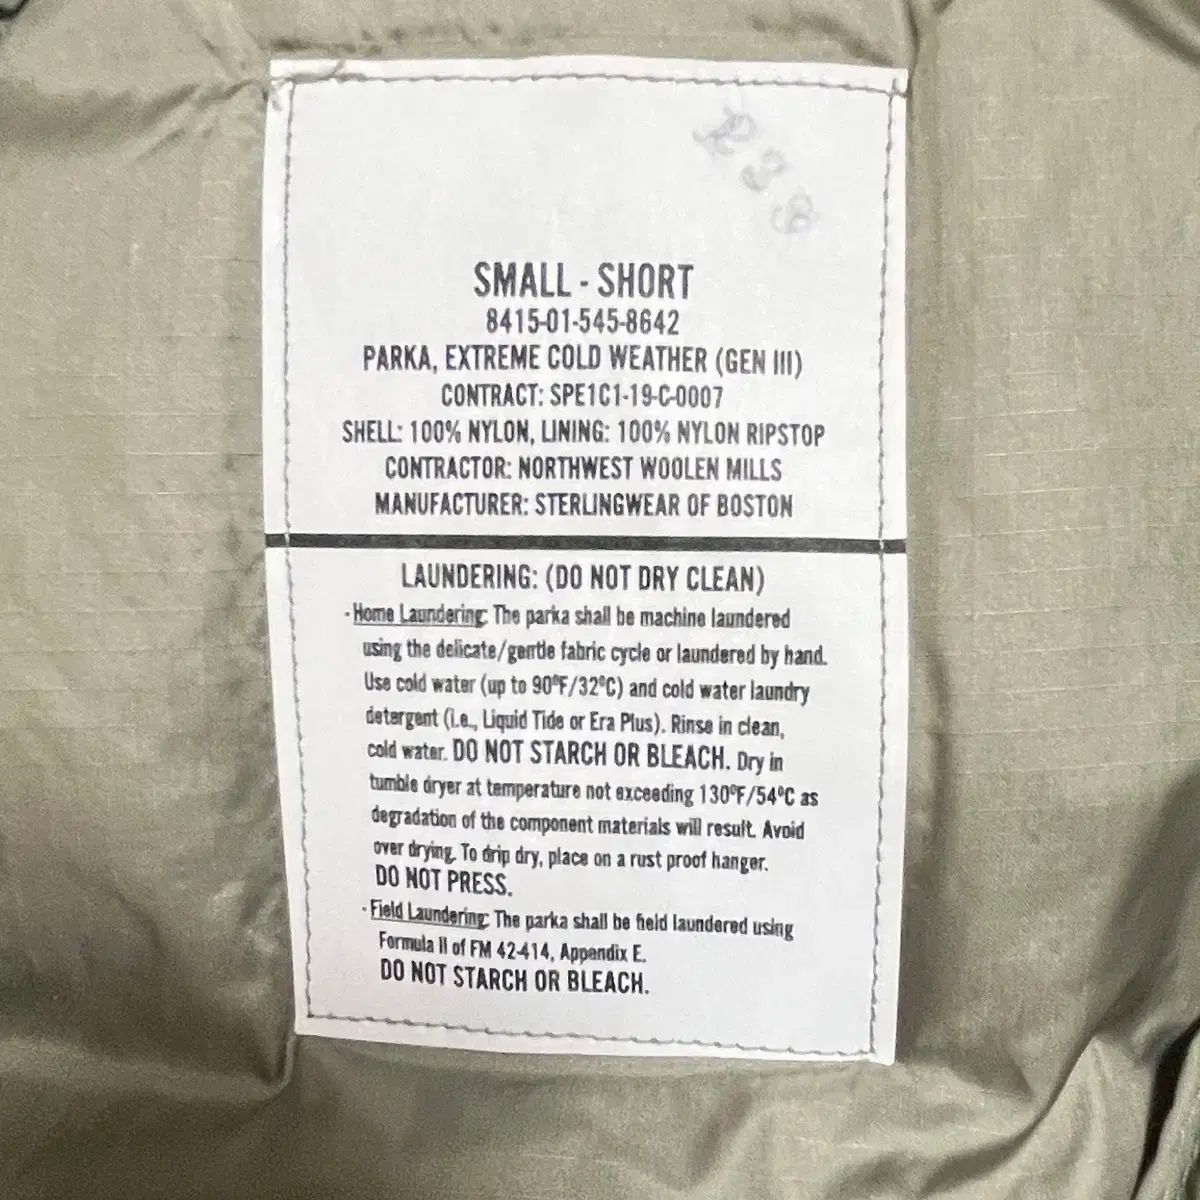 R38
SMALL - SHORT
8415-01-545-8642
PARKA, EXTREME COLD WEATHER (GEN III)
CONTRACT: SPE1C1-19-C-0007
SHELL: 100% NYLON, LINING: 100% NYLON RIPSTOP
CONTRACTOR: NORTHWEST WOOLEN MILLS
MANUFACTURER: STERLINGWEAR OF BOSTON
LAUNDERING: (DO NOT DRY CLEAN)
- Home Laundering: The parka shall be machine laundered
using the delicate/gentle fabric cycle or laundered by hand.
Use cold water (up to 90ºF/32ºC) and cold water laundry
detergent (i.e., Liquid Tide or Era Plus). Rinse in clean,
cold water. DO NOT STARCH OR BLEACH. Dry in
tumble dryer at temperature not exceeding 130ºF/54ºC as
degradation of the component materials will result. Avoid
over drying. To drip dry, place on a rust proof hanger.
DO NOT PRESS.
- Field Laundering: The parka shall be field laundered using
Formula II of FM 42-414, Appendix E.
DO NOT STARCH OR BLEACH.